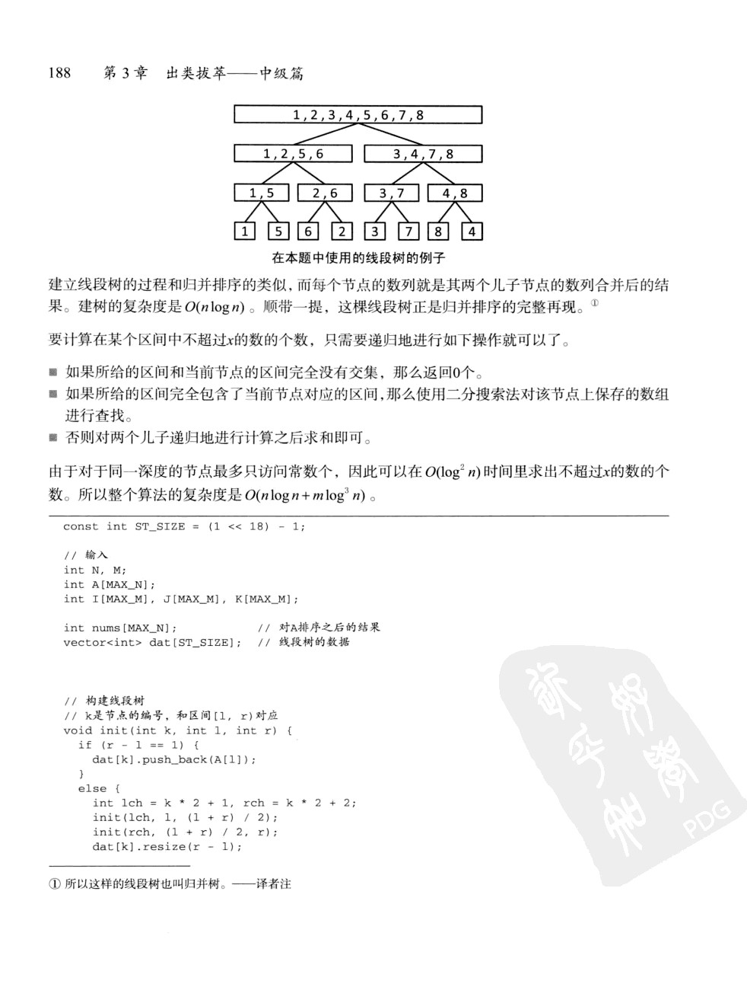 188 第 3 章 出类拔萃——中级篇
1,2,3,4,5,6,7,8
1,2,5,6 3,4,7,8
1,5 2,6 3,7 4,8
1 5 6 2 3 7 8 4
在本题中使用的线段树的例子
建立线段树的过程和归并排序的类似，而每个节点的数列就是其两个儿子节点的数列合并后的结
果。建树的复杂度是 O(n log n) 。顺带一提，这棵线段树正是归并排序的完整再现。①
要计算在某个区间中不超过x的数的个数，只需要递归地进行如下操作就可以了。
■ 如果所给的区间和当前节点的区间完全没有交集，那么返回0个。
■ 如果所给的区间完全包含了当前节点对应的区间，那么使用二分搜索法对该节点上保存的数组
进行查找。
■ 否则对两个儿子递归地进行计算之后求和即可。
由于对于同一深度的节点最多只访问常数个，因此可以在 O(log² n) 时间里求出不超过x的数的个
数。所以整个算法的复杂度是 O(n log n + m log³ n) 。
const int ST_SIZE = (1 << 18) - 1;
// 输入
int N, M;
int A[MAX_N];
int I[MAX_M], J[MAX_M], K[MAX_M];
int nums[MAX_N]; // 对A排序之后的结果
vector<int> dat[ST_SIZE]; // 线段树的数据
// 构建线段树
// k是节点的编号，和区间[l, r)对应
void init(int k, int l, int r) {
if (r - l == 1) {
dat[k].push_back(A[l]);
}
else {
int lch = k * 2 + 1, rch = k * 2 + 2;
init(lch, l, (l + r) / 2);
init(rch, (l + r) / 2, r);
dat[k].resize(r - l);
PDG
① 所以这样的线段树也叫归并树。——译者注